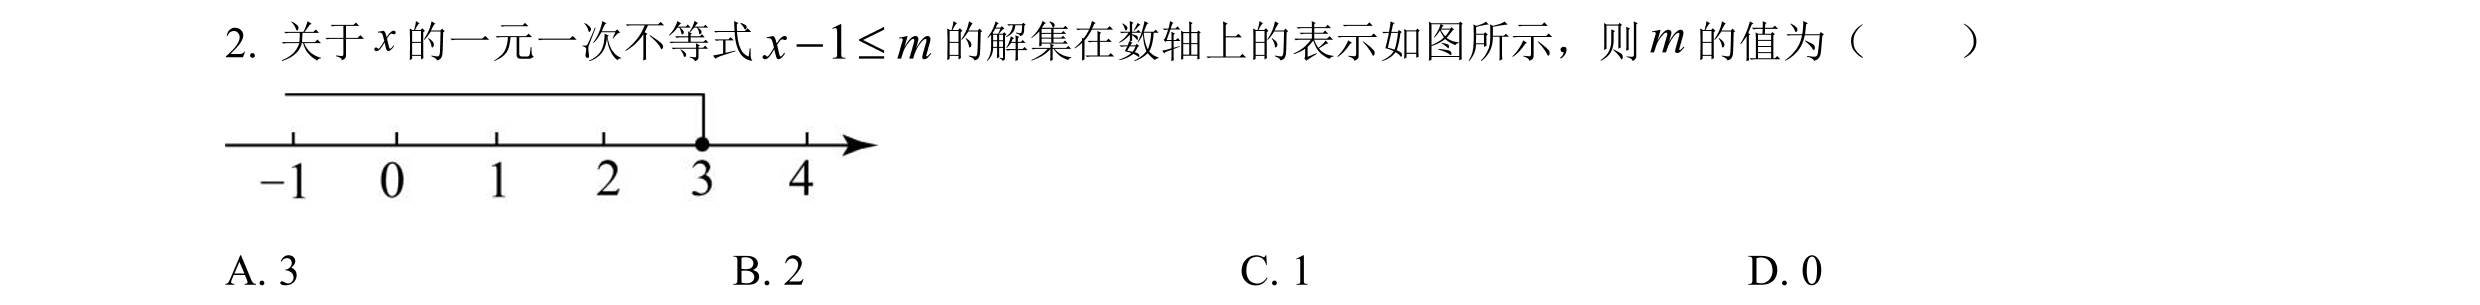 2. 关于 x 的一元一次不等式 x−1≤m 的解集在数轴上的表示如图所示，则 m 的值为（ ）
−1 0 1 2 3 4
A. 3 B. 2 C. 1 D. 0